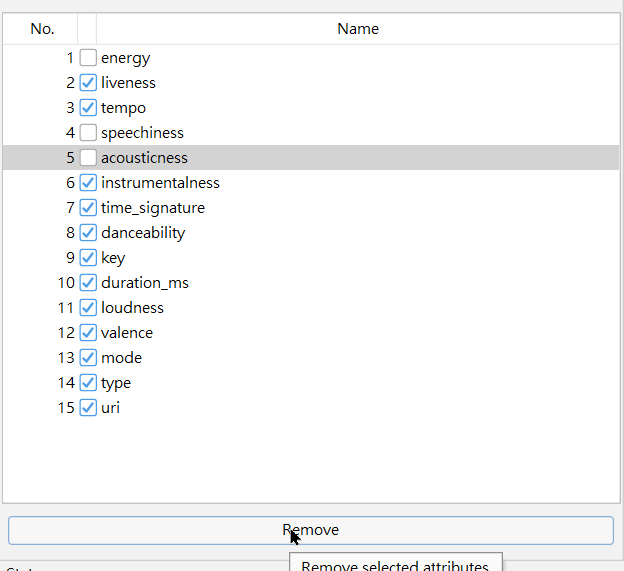 No. Name
1 energy
2 liveness
3 tempo
4 speechiness
5 acousticness
6 instrumentalness
7 time_signature
8 danceability
9 key
10 duration_ms
11 loudness
12 valence
13 mode
14 type
15 uri
Remove
Remove selected attributes